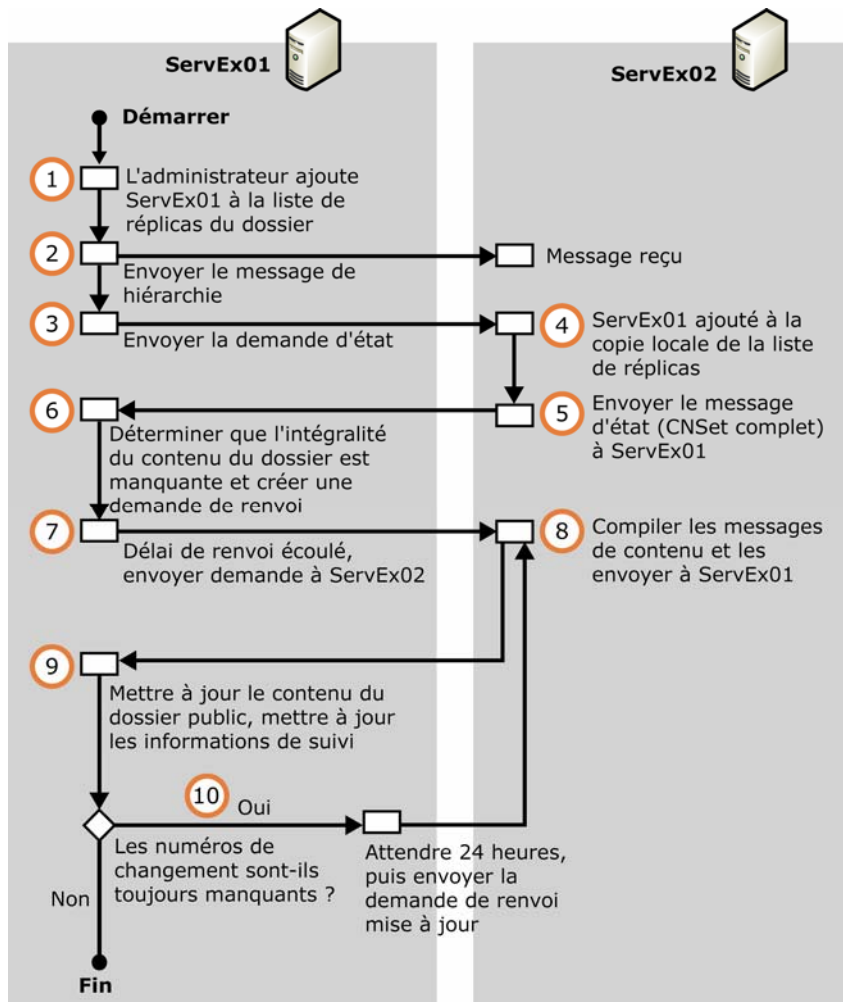 ServEx01
ServEx02
Démarrer
1
L'administrateur ajoute
ServEx01 à la liste de
réplicas du dossier
2
Envoyer le message de
hiérarchie
Message reçu
3
Envoyer la demande d'état
4
ServEx01 ajouté à la
copie locale de la liste
de réplicas
5
Envoyer le message
d'état (CNSet complet)
à ServEx01
6
Déterminer que l'intégralité
du contenu du dossier est
manquante et créer une
demande de renvoi
7
Délai de renvoi écoulé,
envoyer demande à ServEx02
8
Compiler les messages
de contenu et les
envoyer à ServEx01
9
Mettre à jour le contenu du
dossier public, mettre à jour
les informations de suivi
10
Oui
Les numéros de
changement sont-ils
toujours manquants ?
Attendre 24 heures,
puis envoyer la
demande de renvoi
mise à jour
Non
Fin